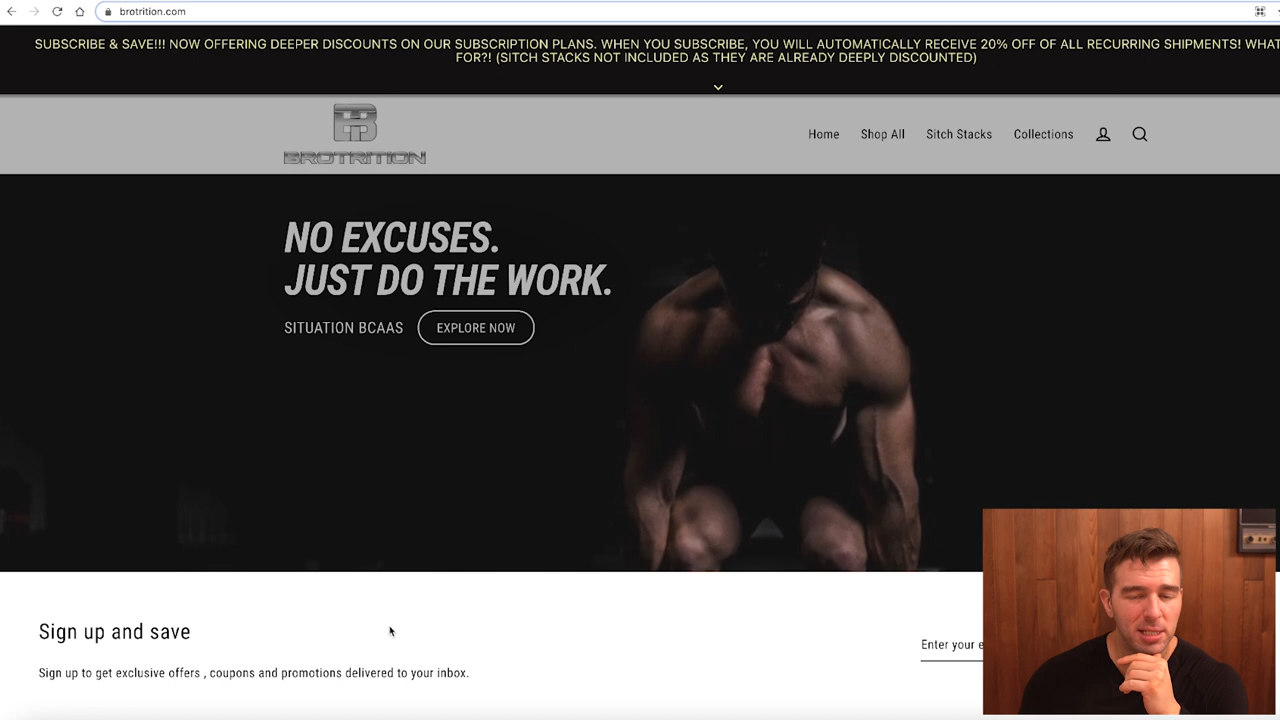 brotrition.com
SUBSCRIBE & SAVE!!! NOW OFFERING DEEPER DISCOUNTS ON OUR SUBSCRIPTION PLANS. WHEN YOU SUBSCRIBE, YOU WILL AUTOMATICALLY RECEIVE 20% OFF OF ALL RECURRING SHIPMENTS! WHAT
FOR?! (SITCH STACKS NOT INCLUDED AS THEY ARE ALREADY DEEPLY DISCOUNTED)
BROTRITION
Home Shop All Sitch Stacks Collections
NO EXCUSES.
JUST DO THE WORK.
SITUATION BCAAS EXPLORE NOW
Sign up and save
Enter your e
Sign up to get exclusive offers , coupons and promotions delivered to your inbox.